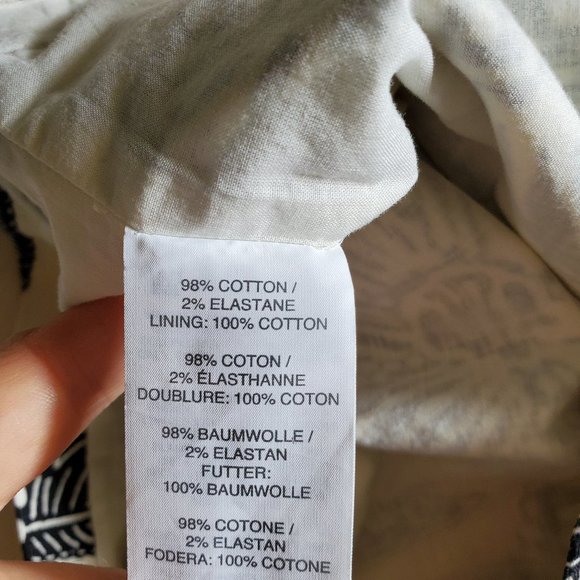 98% COTTON /
2% ELASTANE
LINING: 100% COTTON
98% COTON /
2% ÉLASTHANNE
DOUBLURE: 100% COTON
98% BAUMWOLLE /
2% ELASTAN
FUTTER:
100% BAUMWOLLE
98% COTONE /
2% ELASTAN
FODERA: 100% COTONE